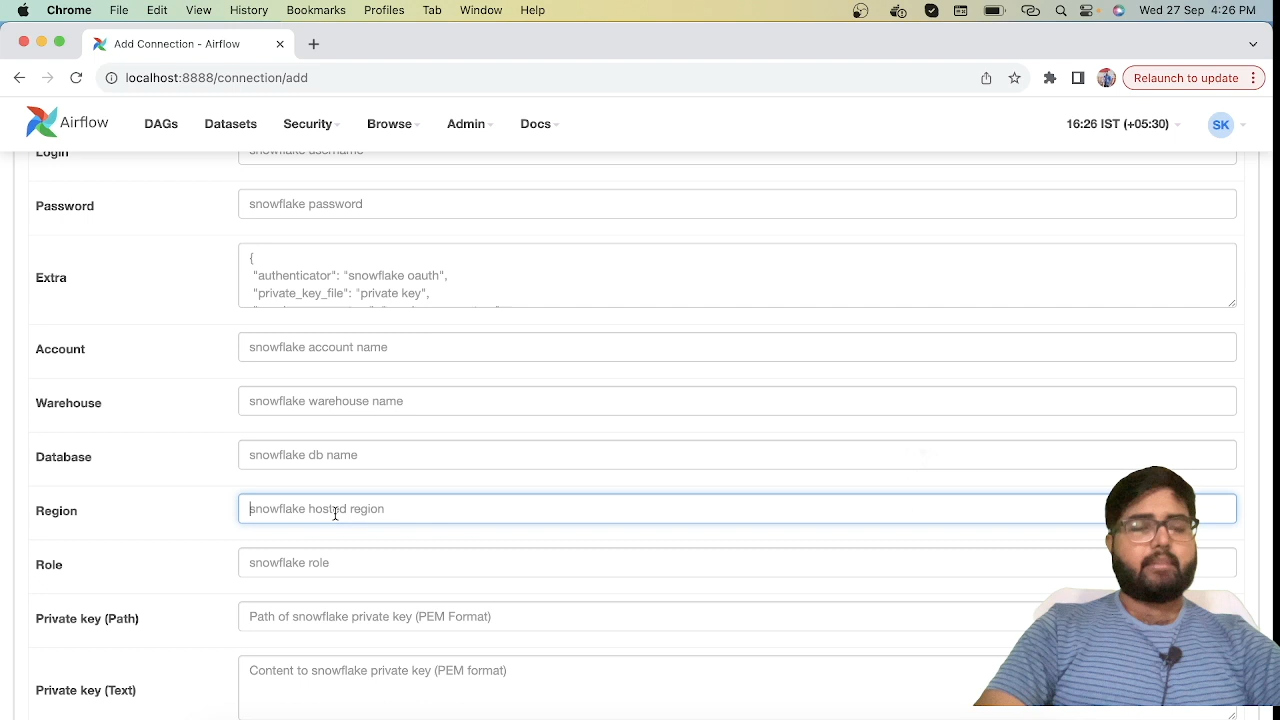 Chrome File Edit View History Bookmarks Profiles Tab Window Help Wed 27 Sep 4:26 PM
Add Connection - Airflow
localhost:8888/connection/add Relaunch to update
Airflow DAGs Datasets Security Browse Admin Docs 16:26 IST (+05:30) SK
Login snowflake username
Password snowflake password
Extra
{
"authenticator": "snowflake oauth",
"private_key_file": "private key",
Account snowflake account name
Warehouse snowflake warehouse name
Database snowflake db name
Region snowflake hosted region
Role snowflake role
Private key (Path) Path of snowflake private key (PEM Format)
Private key (Text) Content to snowflake private key (PEM format)